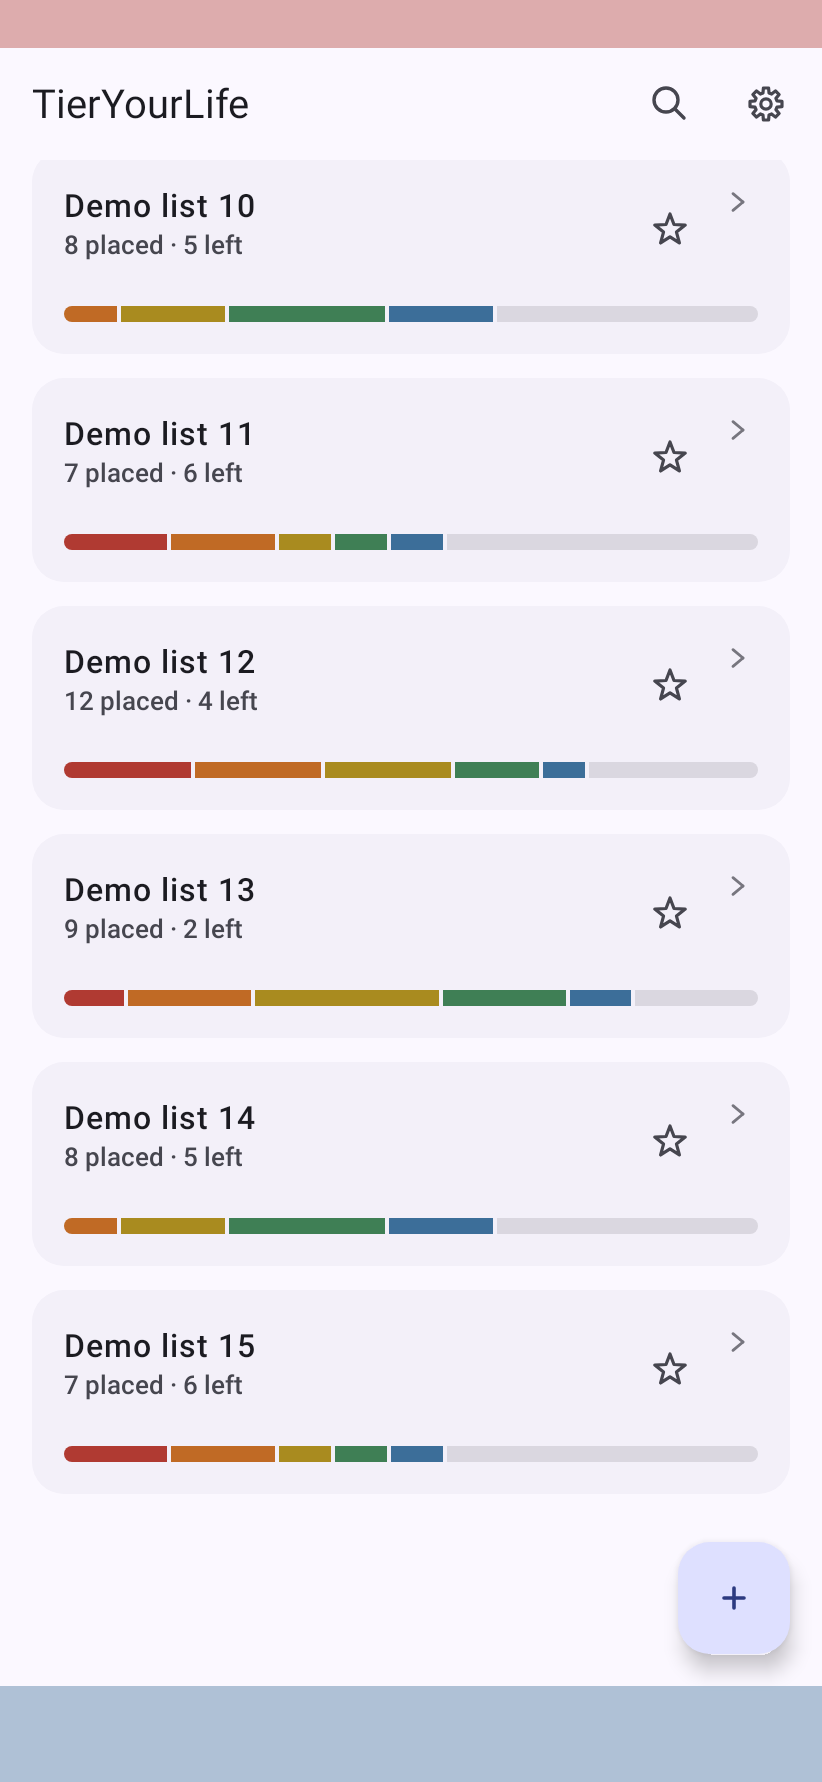 TierYourLife
Demo list 10
8 placed · 5 left
Demo list 11
7 placed · 6 left
Demo list 12
12 placed · 4 left
Demo list 13
9 placed · 2 left
Demo list 14
8 placed · 5 left
Demo list 15
7 placed · 6 left